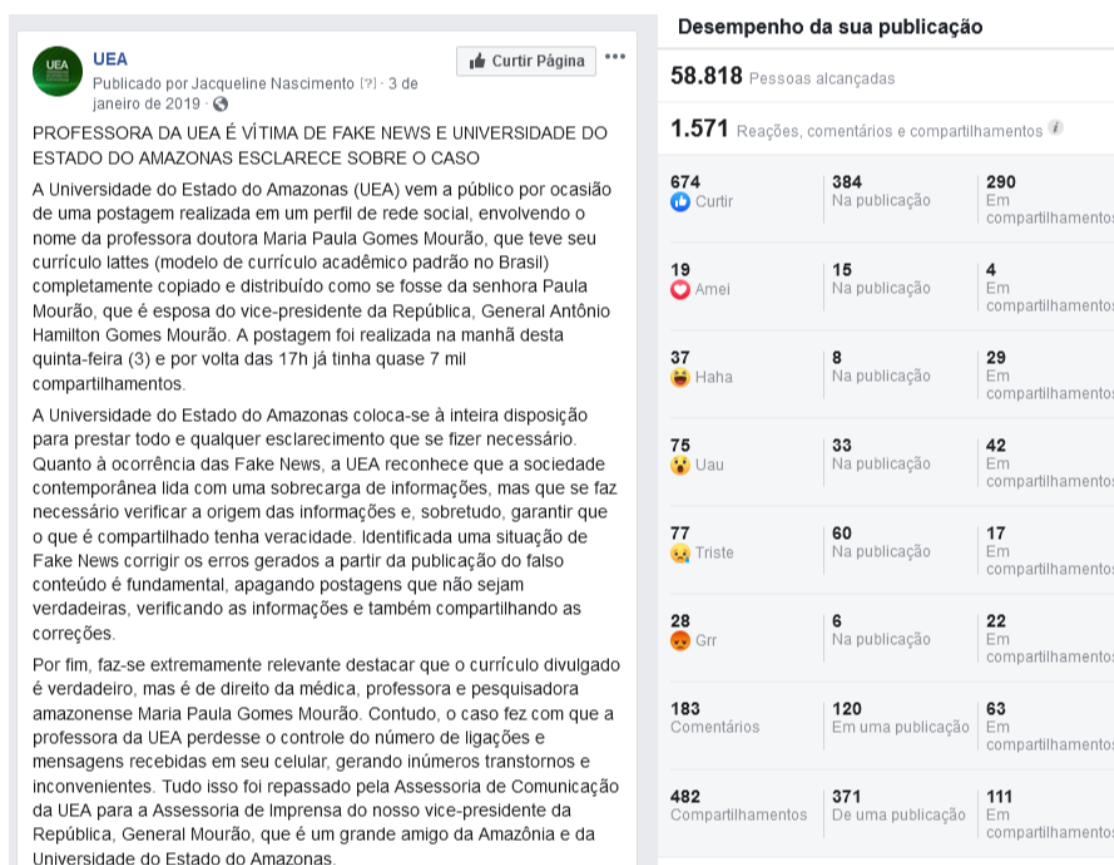 UEA
UEA
Curtir Página
Publicado por Jacqueline Nascimento [?] · 3 de
janeiro de 2019 ·
PROFESSORA DA UEA É VÍTIMA DE FAKE NEWS E UNIVERSIDADE DO
ESTADO DO AMAZONAS ESCLARECE SOBRE O CASO
A Universidade do Estado do Amazonas (UEA) vem a público por ocasião
de uma postagem realizada em um perfil de rede social, envolvendo o
nome da professora doutora Maria Paula Gomes Mourão, que teve seu
currículo lattes (modelo de currículo acadêmico padrão no Brasil)
completamente copiado e distribuído como se fosse da senhora Paula
Mourão, que é esposa do vice-presidente da República, General Antônio
Hamilton Gomes Mourão. A postagem foi realizada na manhã desta
quinta-feira (3) e por volta das 17h já tinha quase 7 mil
compartilhamentos.
A Universidade do Estado do Amazonas coloca-se à inteira disposição
para prestar todo e qualquer esclarecimento que se fizer necessário.
Quanto à ocorrência das Fake News, a UEA reconhece que a sociedade
contemporânea lida com uma sobrecarga de informações, mas que se faz
necessário verificar a origem das informações e, sobretudo, garantir que
o que é compartilhado tenha veracidade. Identificada uma situação de
Fake News corrigir os erros gerados a partir da publicação do falso
conteúdo é fundamental, apagando postagens que não sejam
verdadeiras, verificando as informações e também compartilhando as
correções.
Por fim, faz-se extremamente relevante destacar que o currículo divulgado
é verdadeiro, mas é de direito da médica, professora e pesquisadora
amazonense Maria Paula Gomes Mourão. Contudo, o caso fez com que a
professora da UEA perdesse o controle do número de ligações e
mensagens recebidas em seu celular, gerando inúmeros transtornos e
inconvenientes. Tudo isso foi repassado pela Assessoria de Comunicação
da UEA para a Assessoria de Imprensa do nosso vice-presidente da
República, General Mourão, que é um grande amigo da Amazônia e da
Universidade do Estado do Amazonas.
Desempenho da sua publicação
58.818 Pessoas alcançadas
1.571 Reações, comentários e compartilhamentos i
674 384 290
Curtir Na publicação Em
compartilhamentos
19 15 4
Amei Na publicação Em
compartilhamentos
37 8 29
Haha Na publicação Em
compartilhamentos
75 33 42
Uau Na publicação Em
compartilhamentos
77 60 17
Triste Na publicação Em
compartilhamentos
28 6 22
Grr Na publicação Em
compartilhamentos
183 120 63
Comentários Em uma publicação Em
compartilhamentos
482 371 111
Compartilhamentos De uma publicação Em
compartilhamentos